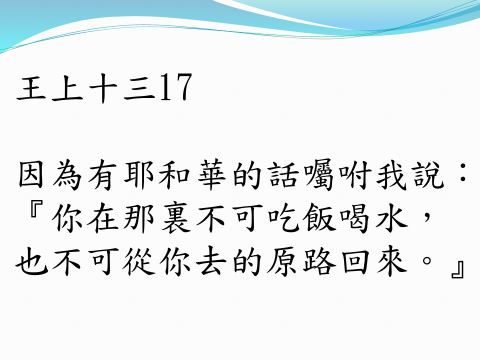 王上十三17
因為有耶和華的話囑咐我說：
『你在那裏不可吃飯喝水，
也不可從你去的原路回來。』